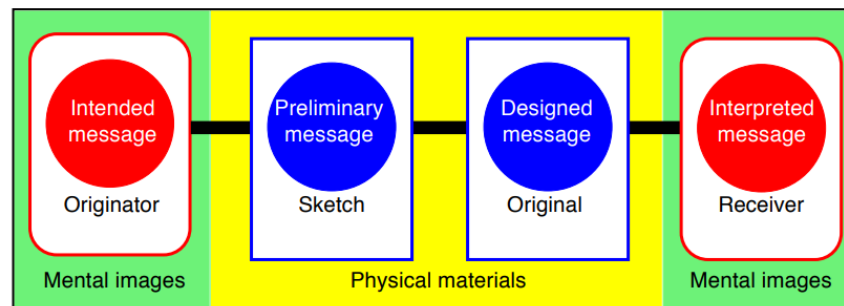 Intended
message
Originator
Preliminary
message
Sketch
Designed
message
Original
Interpreted
message
Receiver
Mental images
Physical materials
Mental images